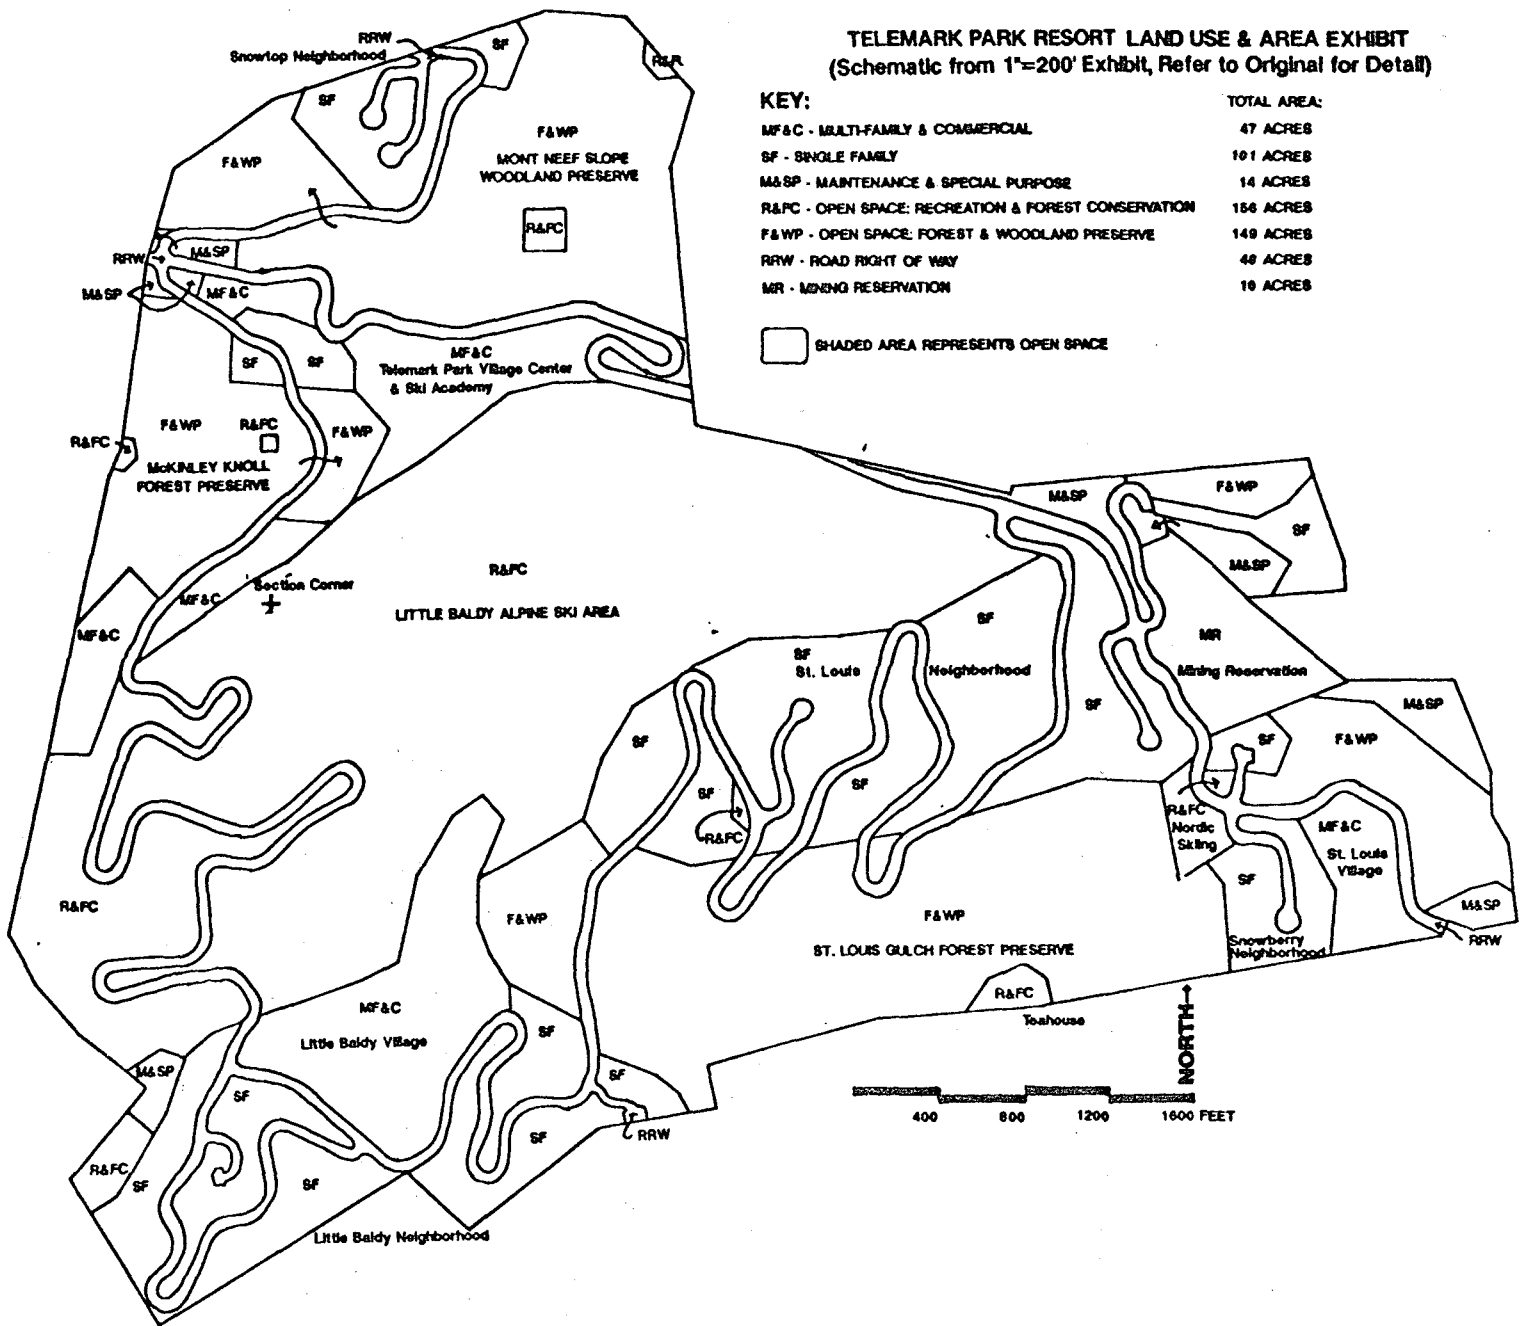 TELEMARK PARK RESORT LAND USE & AREA EXHIBIT
(Schematic from 1"=200' Exhibit, Refer to Original for Detail)
KEY:
TOTAL AREA:
MF&C - MULTI-FAMILY & COMMERCIAL 47 ACRES
SF - SINGLE FAMILY 101 ACRES
M&SP - MAINTENANCE & SPECIAL PURPOSE 14 ACRES
R&FC - OPEN SPACE: RECREATION & FOREST CONSERVATION 156 ACRES
F&WP - OPEN SPACE: FOREST & WOODLAND PRESERVE 149 ACRES
RRW - ROAD RIGHT OF WAY 48 ACRES
MR - MINING RESERVATION 10 ACRES
SHADED AREA REPRESENTS OPEN SPACE
RRW
Snowtop Neighborhood
SF
SF
F&WP
F&WP
MONT NEEF SLOPE
WOODLAND PRESERVE
R&FC
M&SP
RRW
M&SP
MF&C
SF
SF
MF&C
Telemark Park Village Center
& Ski Academy
F&WP
R&FC
F&WP
R&FC
McKINLEY KNOLL
FOREST PRESERVE
M&SP
F&WP
SF
M&SP
R&FC
LITTLE BALDY ALPINE SKI AREA
Section Corner
MF&C
MF&C
SF
SF
St. Louis
Neighborhood
MR
Mining Reservation
SF
SF
SF
SF
R&FC
SF
F&WP
M&SP
R&FC
Nordic
Skiing
MF&C
St. Louis
Village
SF
M&SP
RRW
Snowberry
Neighborhood
R&FC
F&WP
F&WP
ST. LOUIS GULCH FOREST PRESERVE
R&FC
Teahouse
NORTH
MF&C
Little Baldy Village
SF
SF
M&SP
SF
SF
RRW
R&FC
SF
SF
Little Baldy Neighborhood
400 800 1200 1600 FEET